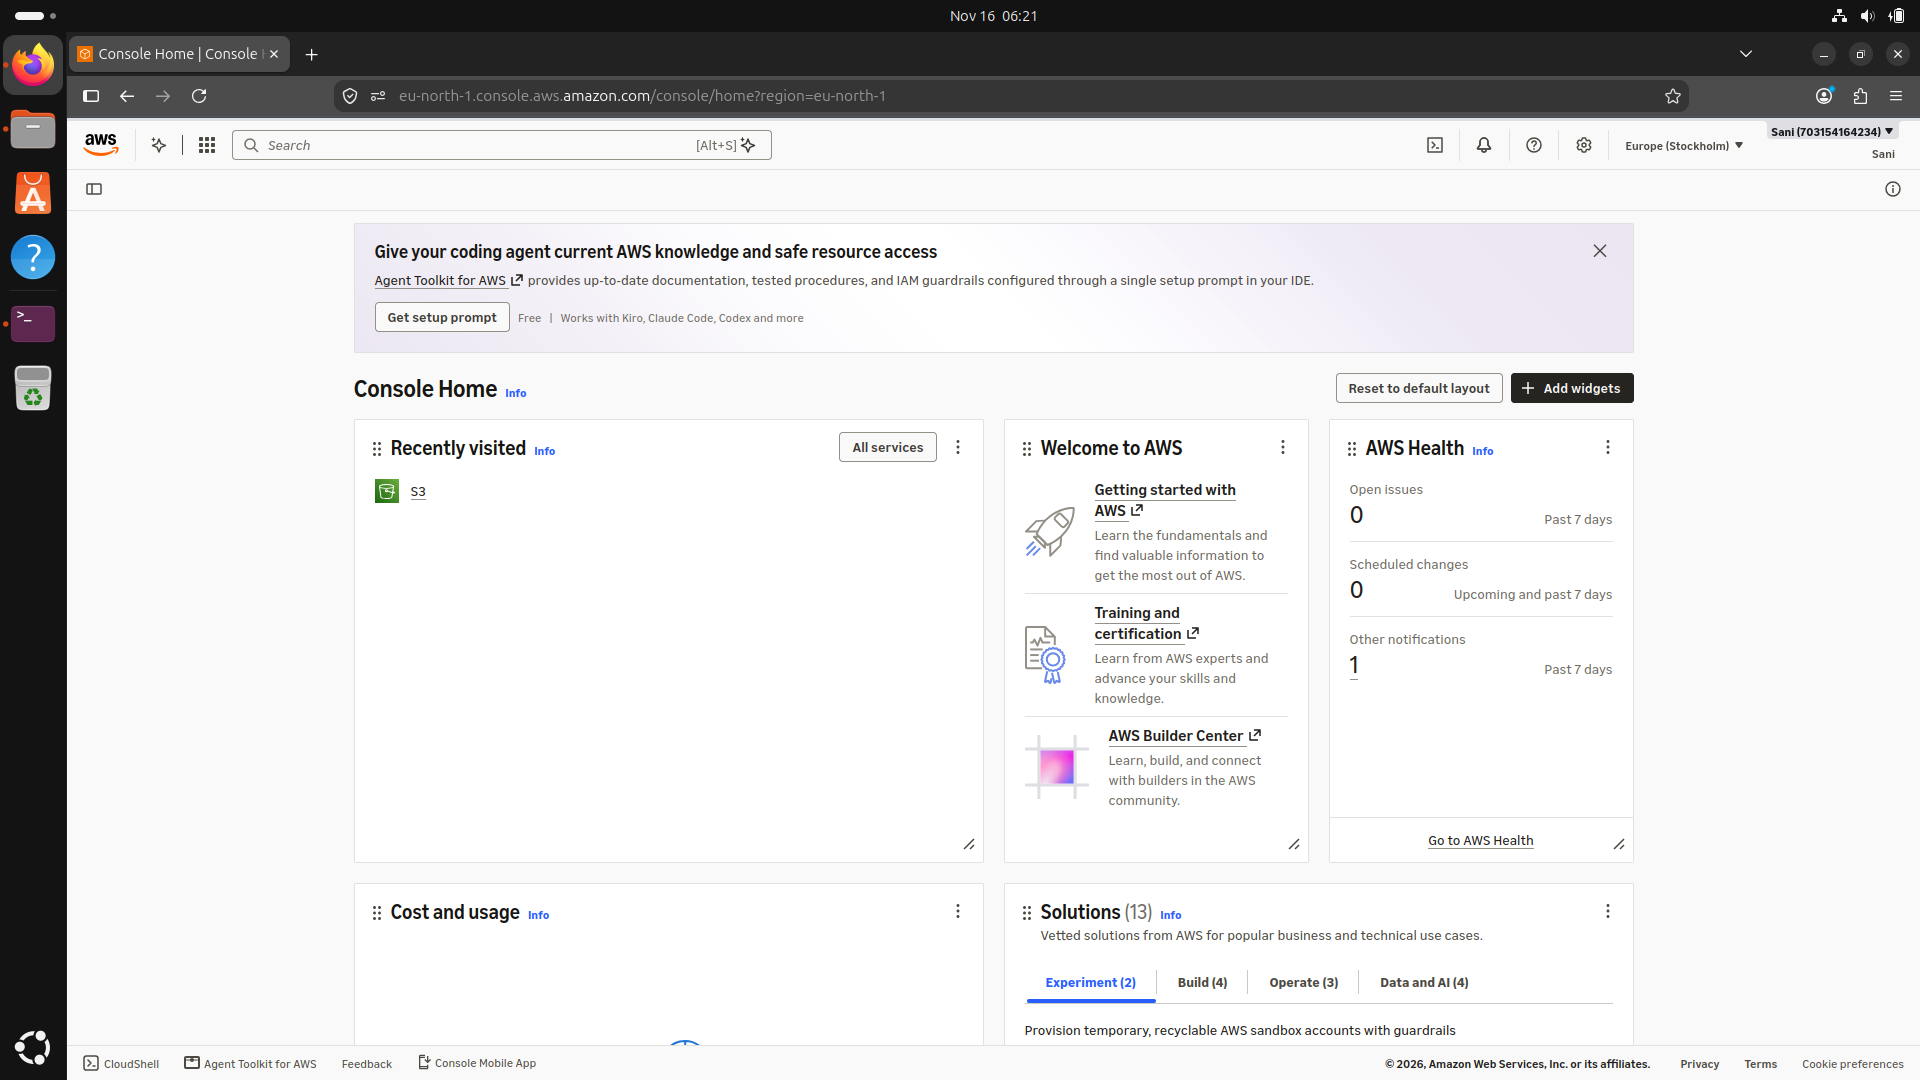 Nov 16 06:21
Console Home | Console
eu-north-1.console.aws.amazon.com/console/home?region=eu-north-1
aws
Search
[Alt+S]
Europe (Stockholm)
Sani (703154164234)
Sani
Give your coding agent current AWS knowledge and safe resource access
Agent Toolkit for AWS provides up-to-date documentation, tested procedures, and IAM guardrails configured through a single setup prompt in your IDE.
Get setup prompt
Free | Works with Kiro, Claude Code, Codex and more
Console Home Info
Reset to default layout
Add widgets
Recently visited Info
All services
S3
Welcome to AWS
Getting started with
AWS
Learn the fundamentals and
find valuable information to
get the most out of AWS.
Training and
certification
Learn from AWS experts and
advance your skills and
knowledge.
AWS Builder Center
Learn, build, and connect
with builders in the AWS
community.
AWS Health Info
Open issues
0
Past 7 days
Scheduled changes
0
Upcoming and past 7 days
Other notifications
1
Past 7 days
Go to AWS Health
Cost and usage Info
Solutions (13) Info
Vetted solutions from AWS for popular business and technical use cases.
Experiment (2)
Build (4)
Operate (3)
Data and AI (4)
Provision temporary, recyclable AWS sandbox accounts with guardrails
CloudShell
Agent Toolkit for AWS
Feedback
Console Mobile App
© 2026, Amazon Web Services, Inc. or its affiliates.
Privacy
Terms
Cookie preferences